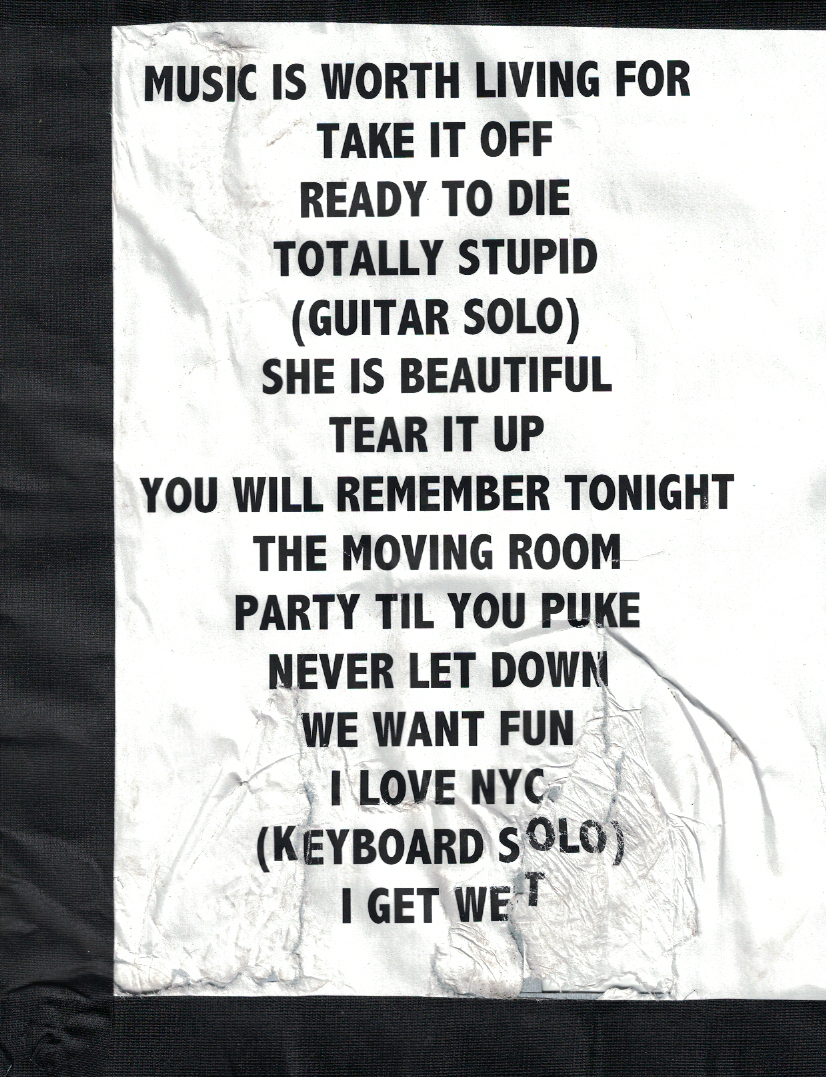 MUSIC IS WORTH LIVING FOR
TAKE IT OFF
READY TO DIE
TOTALLY STUPID
(GUITAR SOLO)
SHE IS BEAUTIFUL
TEAR IT UP
YOU WILL REMEMBER TONIGHT
THE MOVING ROOM
PARTY TIL YOU PUKE
NEVER LET DOWN
WE WANT FUN
I LOVE NYC
(KEYBOARD SOLO)
I GET WET